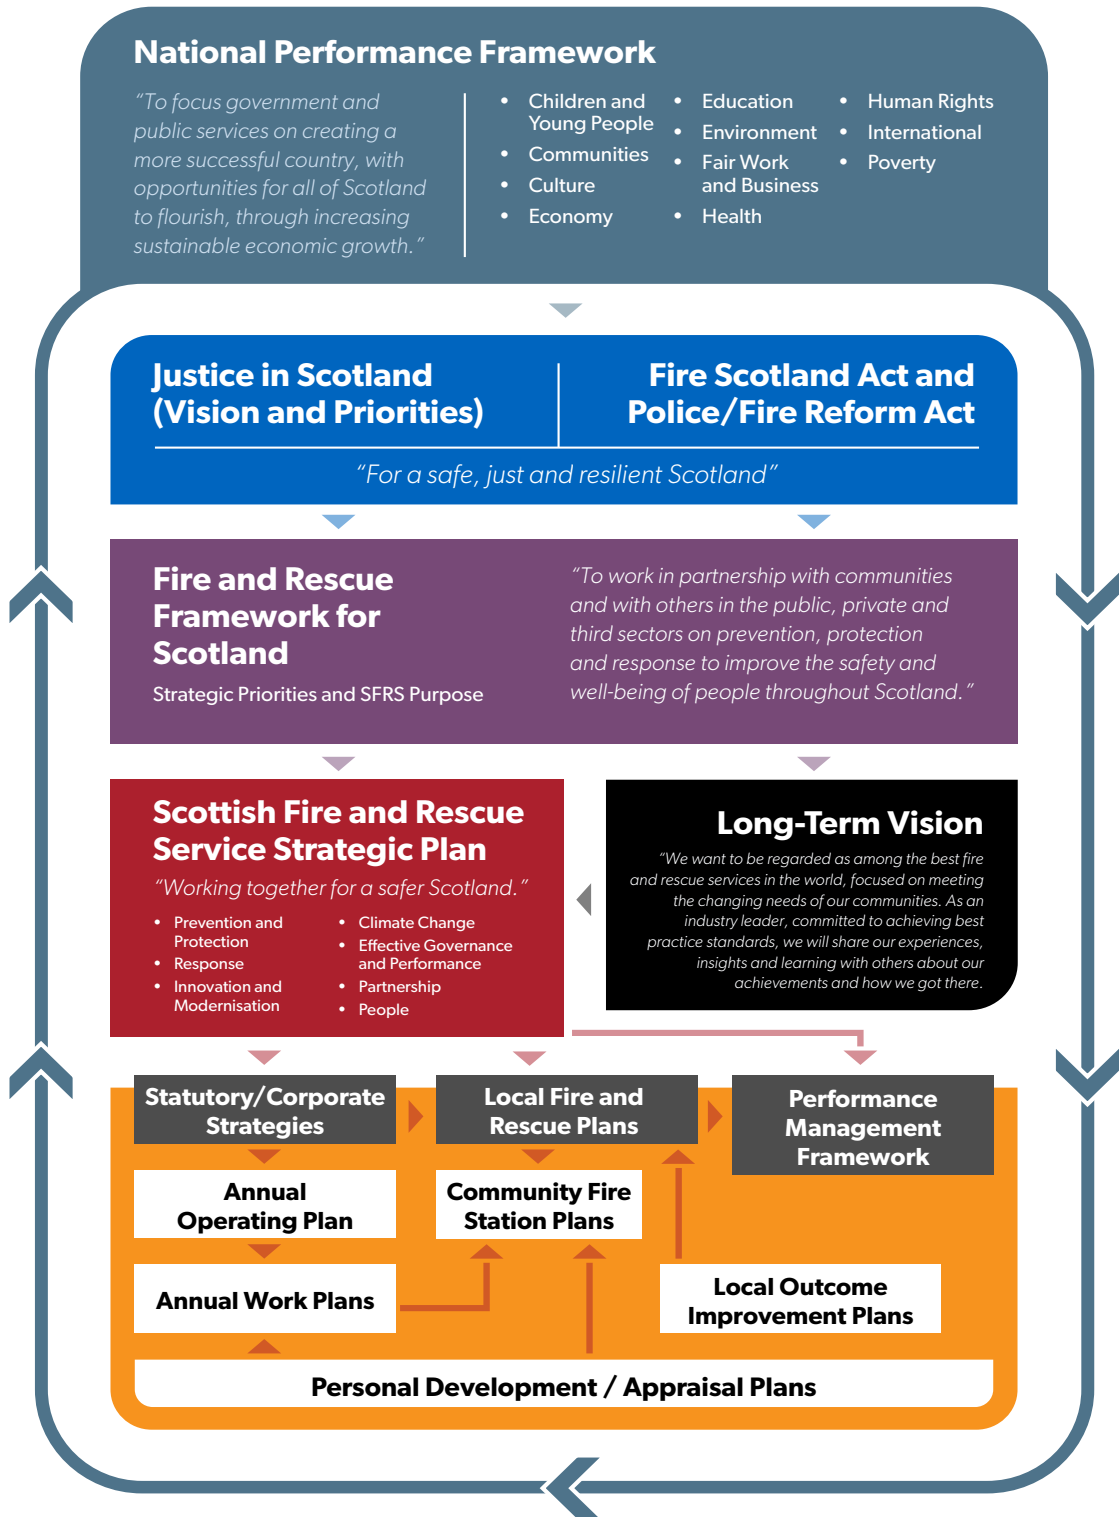 National Performance Framework
“To focus government and
public services on creating a
more successful country, with
opportunities for all of Scotland
to flourish, through increasing
sustainable economic growth.”
• Children and
Young People
• Communities
• Culture
• Economy
• Education
• Environment
• Fair Work
and Business
• Health
• Human Rights
• International
• Poverty
Justice in Scotland
(Vision and Priorities)
Fire Scotland Act and
Police/Fire Reform Act
“For a safe, just and resilient Scotland”
Fire and Rescue
Framework for
Scotland
Strategic Priorities and SFRS Purpose
“To work in partnership with communities
and with others in the public, private and
third sectors on prevention, protection
and response to improve the safety and
well-being of people throughout Scotland.”
Scottish Fire and Rescue
Service Strategic Plan
“Working together for a safer Scotland.”
• Prevention and
Protection
• Response
• Innovation and
Modernisation
• Climate Change
• Effective Governance
and Performance
• Partnership
• People
Long-Term Vision
“We want to be regarded as among the best fire
and rescue services in the world, focused on meeting
the changing needs of our communities. As an
industry leader, committed to achieving best
practice standards, we will share our experiences,
insights and learning with others about our
achievements and how we got there.
Statutory/Corporate
Strategies
Local Fire and
Rescue Plans
Performance
Management
Framework
Annual
Operating Plan
Community Fire
Station Plans
Annual Work Plans
Local Outcome
Improvement Plans
Personal Development / Appraisal Plans